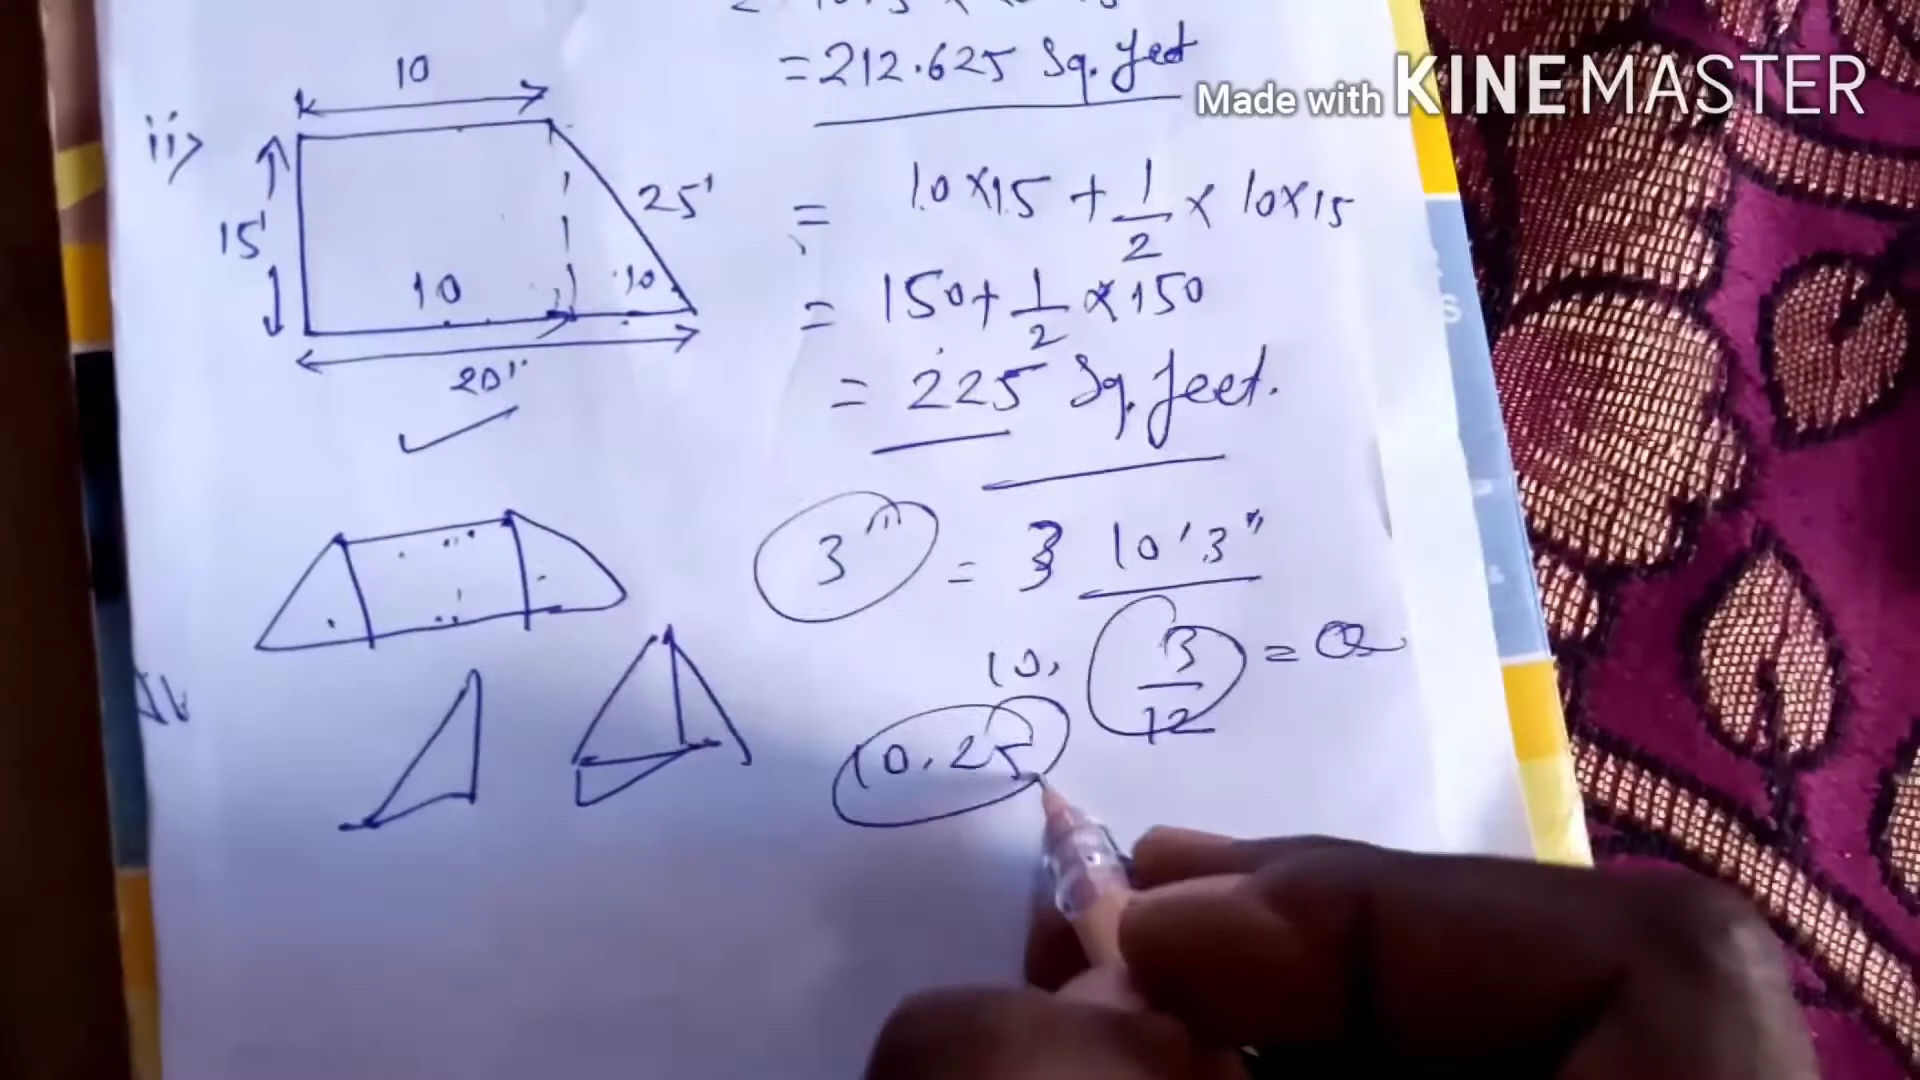 = 212.625 Sq. feet
Made with KINEMASTER
ii>
10
15'
25'
10
10
20'
= 10×15 + 1/2 × 10×15
= 150 + 1/2 × 150
= 225 Sq. feet.
3" = 3 10'3"
10. 3/12 =
10.25